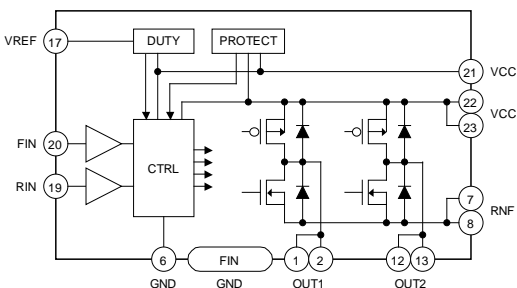 VREF 17 DUTY PROTECT
21 VCC
22 VCC
23
FIN 20
CTRL
RIN 19
7 RNF
8
6 FIN 1 2 12 13
GND GND OUT1 OUT2